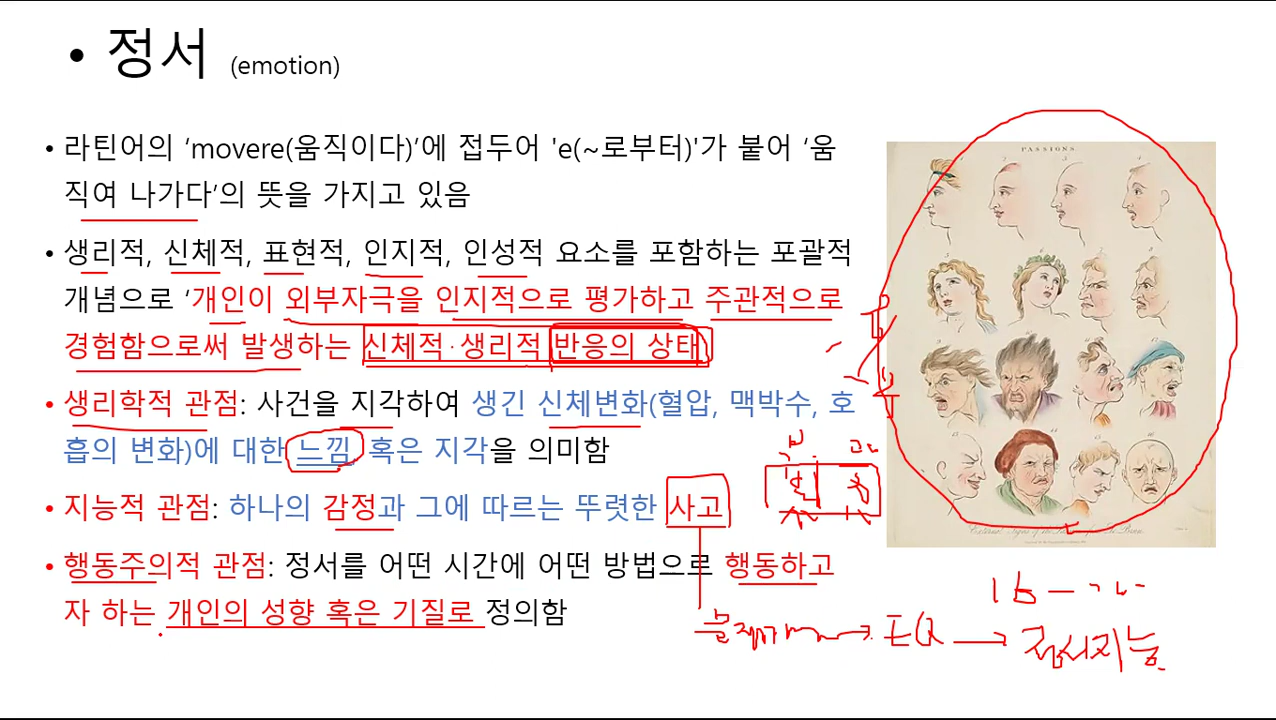 • 정서 (emotion)
• 라틴어의 ‘movere(움직이다)’에 접두어 'e(~로부터)'가 붙어 ‘움
직여 나가다’의 뜻을 가지고 있음
• 생리적, 신체적, 표현적, 인지적, 인성적 요소를 포함하는 포괄적
개념으로 ‘개인이 외부자극을 인지적으로 평가하고 주관적으로
경험함으로써 발생하는 신체적·생리적 반응의 상태
• 생리학적 관점: 사건을 지각하여 생긴 신체변화(혈압, 맥박수, 호
흡의 변화)에 대한 느낌 혹은 지각을 의미함
• 지능적 관점: 하나의 감정과 그에 따르는 뚜렷한 사고
• 행동주의적 관점: 정서를 어떤 시간에 어떤 방법으로 행동하고
자 하는 개인의 성향 혹은 기질로 정의함
PASSIONS.
16
EQ → 정서지능